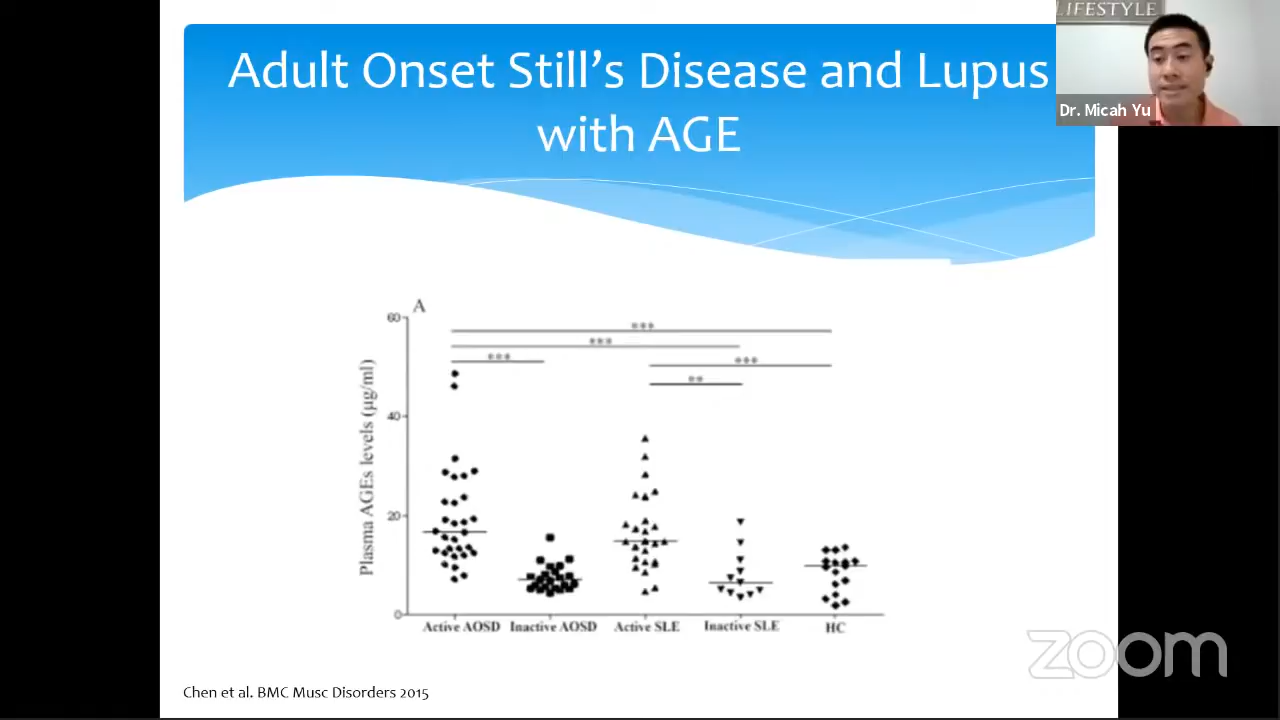 LIFESTYLE
Adult Onset Still's Disease and Lupus
with AGE
Dr. Micah Yu
A
Plasma AGEs levels (μg/ml)
60
40
20
0
***
***
***
***
**
Active AOSD Inactive AOSD Active SLE Inactive SLE HC
zoom
Chen et al. BMC Musc Disorders 2015